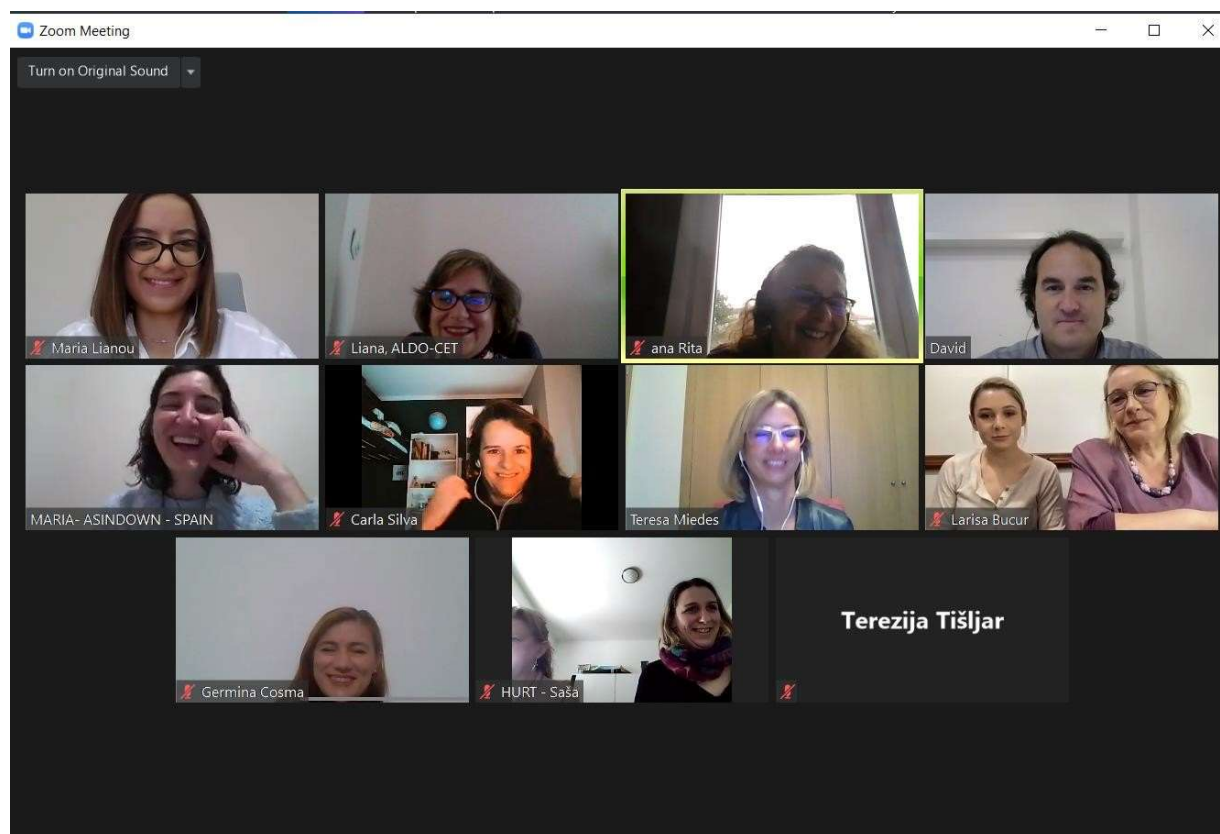 Zoom Meeting
Turn on Original Sound
Maria Lianou
Liana, ALDO-CET
ana Rita
David
MARIA- ASINDOWN - SPAIN
Carla Silva
Teresa Miedes
Larisa Bucur
Germina Cosma
HURT - Saša
Terezija Tišljar